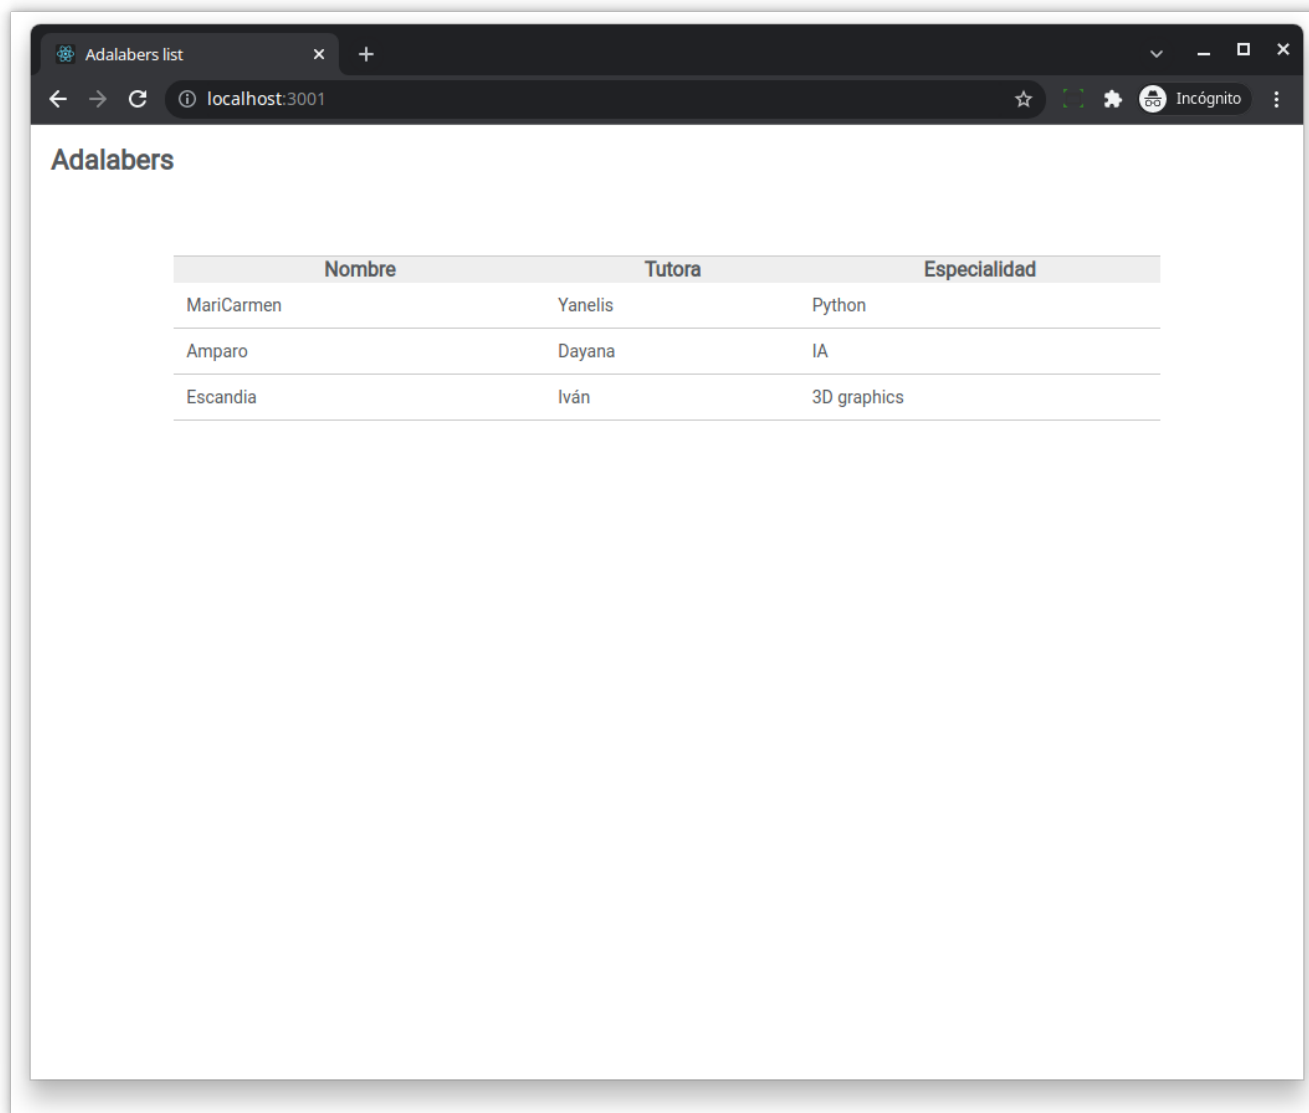 Adalabers list
localhost:3001
Incógnito
Adalabers
Nombre Tutora Especialidad
MariCarmen Yanelis Python
Amparo Dayana IA
Escandia Iván 3D graphics